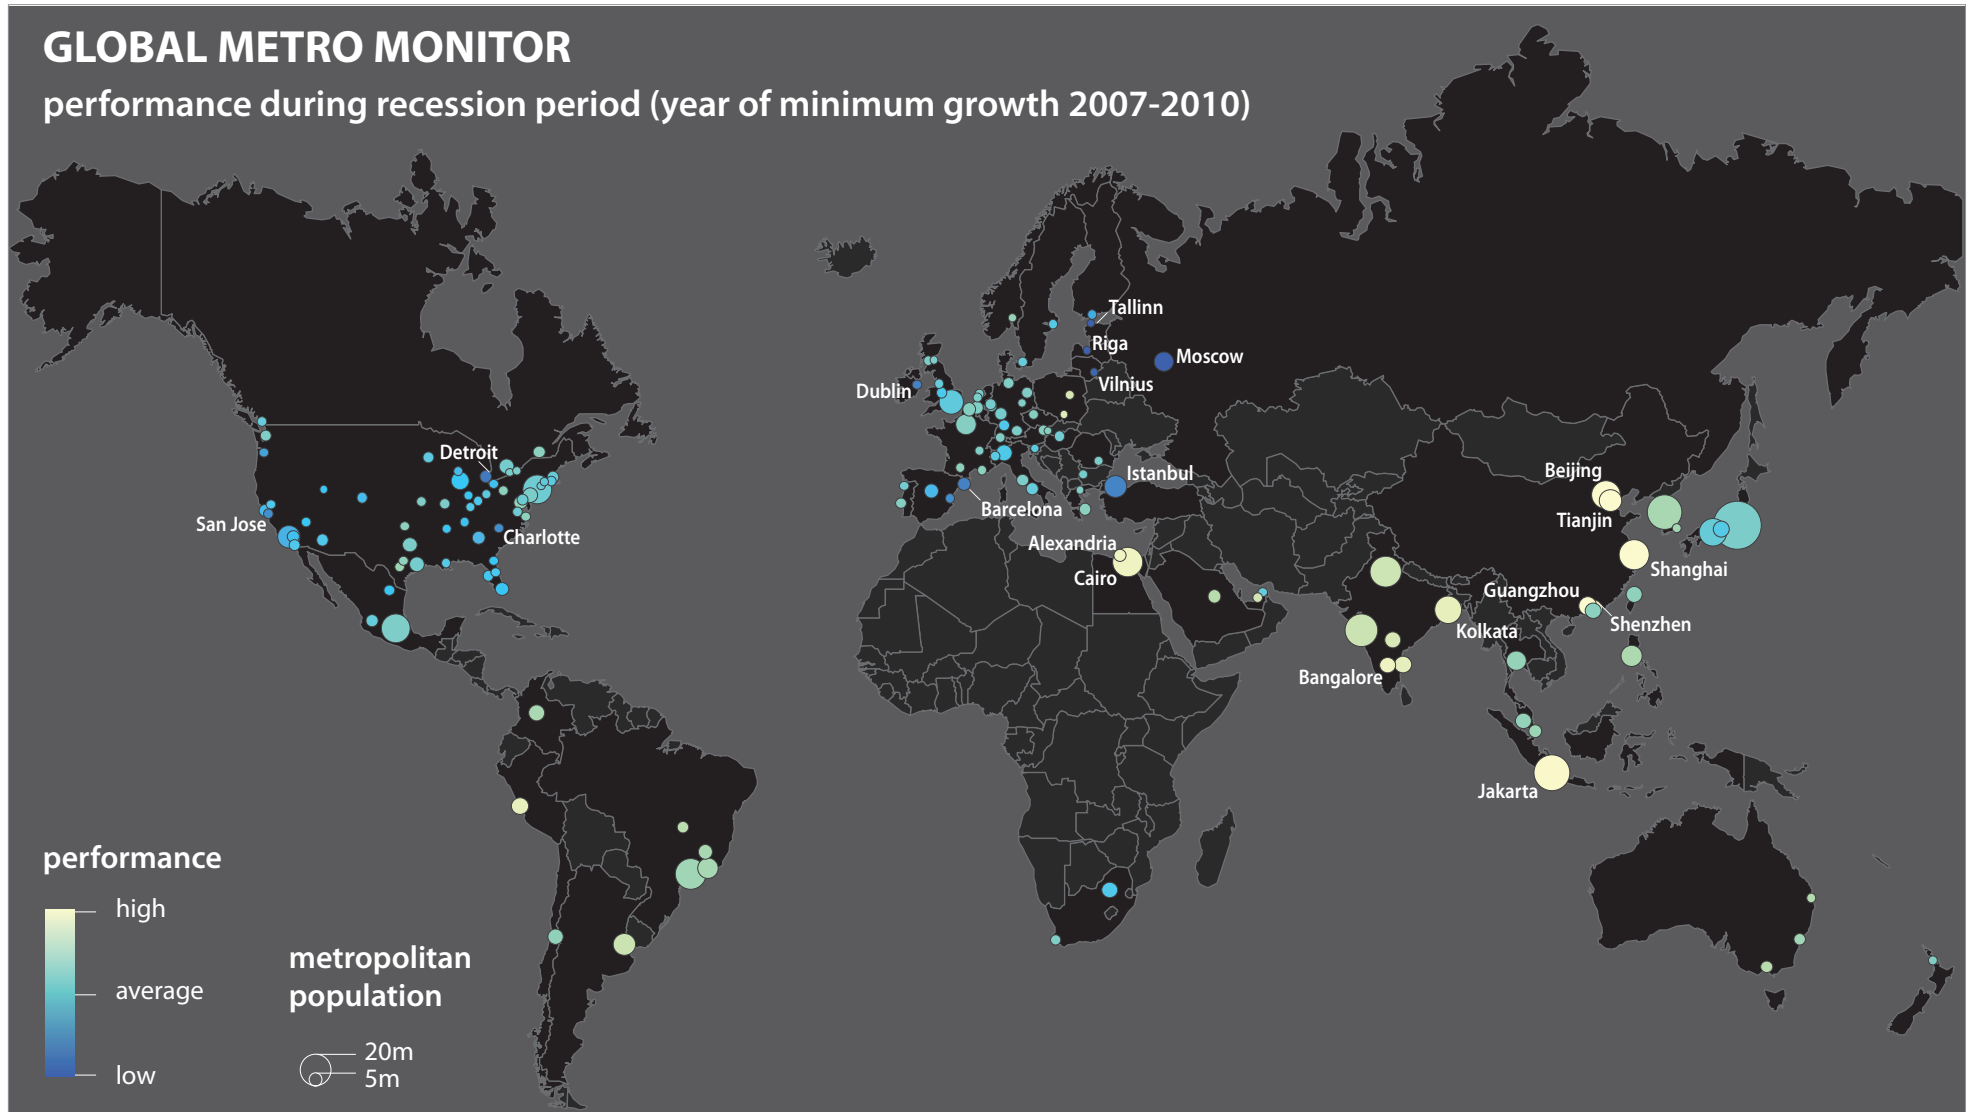 GLOBAL METRO MONITOR
performance during recession period (year of minimum growth 2007-2010)
Tallinn
Riga
Moscow
Vilnius
Dublin
Detroit
Istanbul
Beijing
Barcelona
Tianjin
San Jose
Charlotte
Alexandria
Cairo
Shanghai
Guangzhou
Kolkata
Shenzhen
Bangalore
Jakarta
performance
high
average
low
metropolitan
population
20m
5m